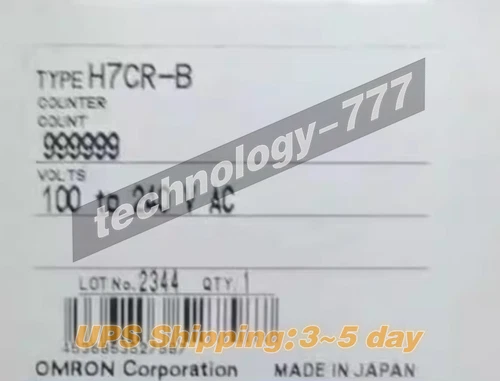 TYPE H7CR-B
COUNTER
COUNT
999999
VOLTS
100 to 240 V AC
technology-777
LOT No. 2344 QTY. 1
UPS Shipping:3~5 day
OMRON Corporation MADE IN JAPAN